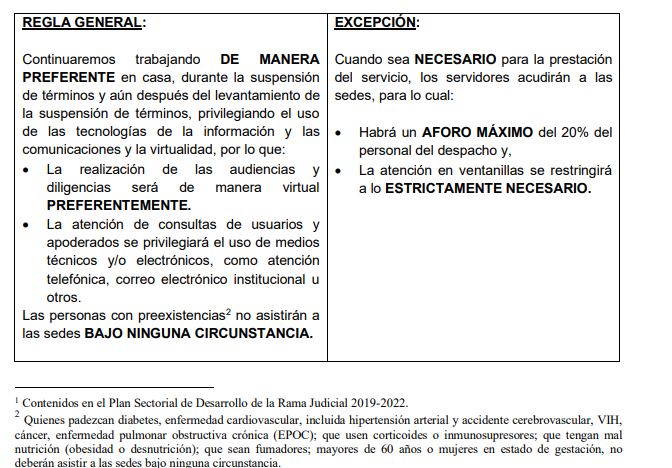 REGLA GENERAL:
Continuaremos trabajando DE MANERA
PREFERENTE en casa, durante la suspensión
de términos y aún después del levantamiento de
la suspensión de términos, privilegiando el uso
de las tecnologías de la información y las
comunicaciones y la virtualidad, por lo que:
• La realización de las audiencias y
diligencias será de manera virtual
PREFERENTEMENTE.
• La atención de consultas de usuarios y
apoderados se privilegiará el uso de medios
técnicos y/o electrónicos, como atención
telefónica, correo electrónico institucional u
otros.
Las personas con preexistencias² no asistirán a
las sedes BAJO NINGUNA CIRCUNSTANCIA.
EXCEPCIÓN:
Cuando sea NECESARIO para la prestación
del servicio, los servidores acudirán a las
sedes, para lo cual:
• Habrá un AFORO MÁXIMO del 20% del
personal del despacho y,
• La atención en ventanillas se restringirá
a lo ESTRICTAMENTE NECESARIO.
¹ Contenidos en el Plan Sectorial de Desarrollo de la Rama Judicial 2019-2022.
² Quienes padezcan diabetes, enfermedad cardiovascular, incluida hipertensión arterial y accidente cerebrovascular, VIH,
cáncer, enfermedad pulmonar obstructiva crónica (EPOC); que usen corticoides o inmunosupresores; que tengan mal
nutrición (obesidad o desnutrición); que sean fumadores; mayores de 60 años o mujeres en estado de gestación, no
deberán asistir a las sedes bajo ninguna circunstancia.